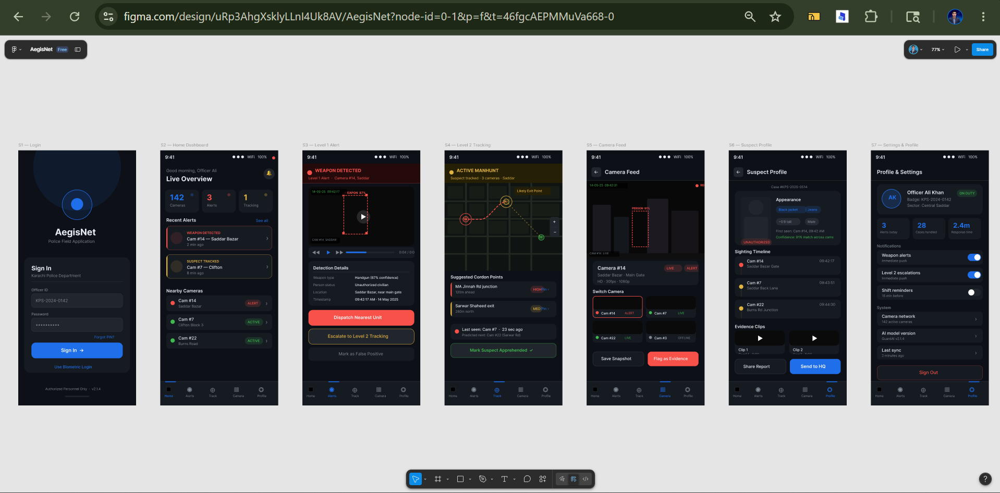 figma.com/design/uRp3AhgXsklyLLnI4Uk8AV/AegisNet?node-id=0-1&p=f&t=46fgcAEPMMuVa668-0
AegisNet Free
77%
Share
S1 — Login
AegisNet
Police Field Application
Sign In
Karachi Police Department
Officer ID
KPS-2024-0142
Password
Forgot PIN?
Sign In →
Use Biometric Login
Authorized Personnel Only · v2.1.4
S2 — Home Dashboard
9:41 WiFi 100%
Good morning, Officer Ali
Live Overview
142 3 1
Cameras Alerts Tracking
Recent Alerts See all
WEAPON DETECTED
Cam #14 — Saddar Bazar
2 min ago
SUSPECT TRACKED
Cam #7 — Clifton
8 min ago
Nearby Cameras
Cam #14 ALERT
Saddar Bazar
Cam #7 ACTIVE
Clifton Block 3
Cam #22 ACTIVE
Burns Road
Home Alerts Track Camera Profile
S3 — Level 1 Alert
9:41 WiFi 100%
WEAPON DETECTED
Level 1 Alert · Camera #14, Saddar
14-05-25 09:42:17 EAPON 87%
CAM #14 SADDAR
0:04 / 0:0
Detection Details
Weapon type Handgun (87% confidence)
Person status Unauthorized civilian
Location Saddar Bazar, near main gate
Timestamp 09:42:17 AM · 14 May 2025
Dispatch Nearest Unit
Escalate to Level 2 Tracking
Mark as False Positive
Home Alerts Track Camera Profile
S4 — Level 2 Tracking
9:41 WiFi 100%
ACTIVE MANHUNT
Suspect tracked · 3 cameras · Saddar
Likely Exit Point
14
7
22
+
−
Suggested Cordon Points
MA Jinnah Rd junction HIGH Pin ›
120m ahead
Sarwar Shaheed exit MED Pin ›
280m north
Last seen: Cam #7 · 23 sec ago
Predicted next: Cam #22 (Sarwar Rd)
Mark Suspect Apprehended ✓
Home Alerts Track Camera Profile
S5 — Camera Feed
9:41 WiFi 100%
← Camera Feed
14-05-25 09:42:31 RE
PERSON 91%
CAM #14 LIVE
Camera #14 LIVE ALERT
Saddar Bazar · Main Gate
HD · 30fps · 1080p
Switch Camera
Cam #14 ALERT Cam #7 LIVE
Cam #22 LIVE Cam #3 OFFLINE
Save Snapshot Flag as Evidence
Home Alerts Track Camera Profile
S6 — Suspect Profile
9:41 WiFi 100%
← Suspect Profile
Case #KPS-2025-0514
Appearance
Black jacket Jeans
~5'8 tall Male
First seen: Cam #14, 09:42 AM
Confidence: 91% match across cams
UNAUTHORIZED
Sighting Timeline
Cam #14 09:42:17
Saddar Bazar Gate
Cam #7 09:43:51
Saddar Back Lane
Cam #22 09:44:30
Burns Rd Junction
Evidence Clips
Clip 1 Clip 2
Share Report Send to HQ
Home Alerts Track Camera Profile
S7 — Settings & Profile
9:41 WiFi 100%
Profile & Settings
AK Officer Ali Khan ON DUTY
Badge: KPS-2024-0142
Sector: Central Saddar
3 28 2.4m
Alerts today Cases handled Response time
Notifications
Weapon alerts
Immediate push
Level 2 escalations
Immediate push
Shift reminders
15 min before
System
Camera network
142 active cameras
AI model version
GuardAI v2.1.4
Last sync
2 minutes ago
Sign Out
Home Alerts Track Camera Profile
?